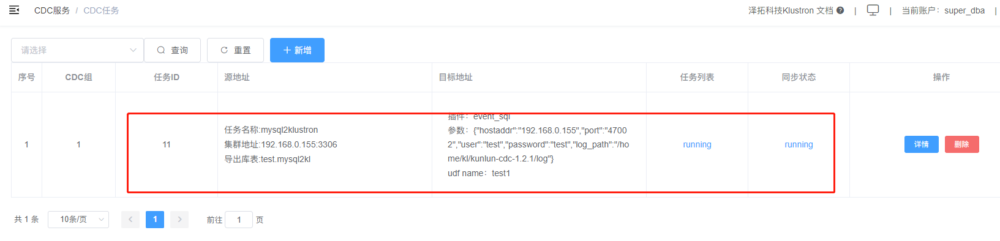 CDC服务 / CDC任务
泽拓科技Klustron 文档 | | 当前账户：super_dba |
请选择 查询 重置 新增
序号 CDC组 任务ID 源地址 目标地址 任务列表 同步状态 操作
1 1 11
任务名称:mysql2klustron
集群地址:192.168.0.155:3306
导出库表:test.mysql2kl
插件：event_sql
参数：{"hostaddr":"192.168.0.155","port":"4700
2","user":"test","password":"test","log_path":"/ho
me/kl/kunlun-cdc-1.2.1/log"}
udf name：test1
running running 详情 删除
共 1 条 10条/页 1 前往 1 页